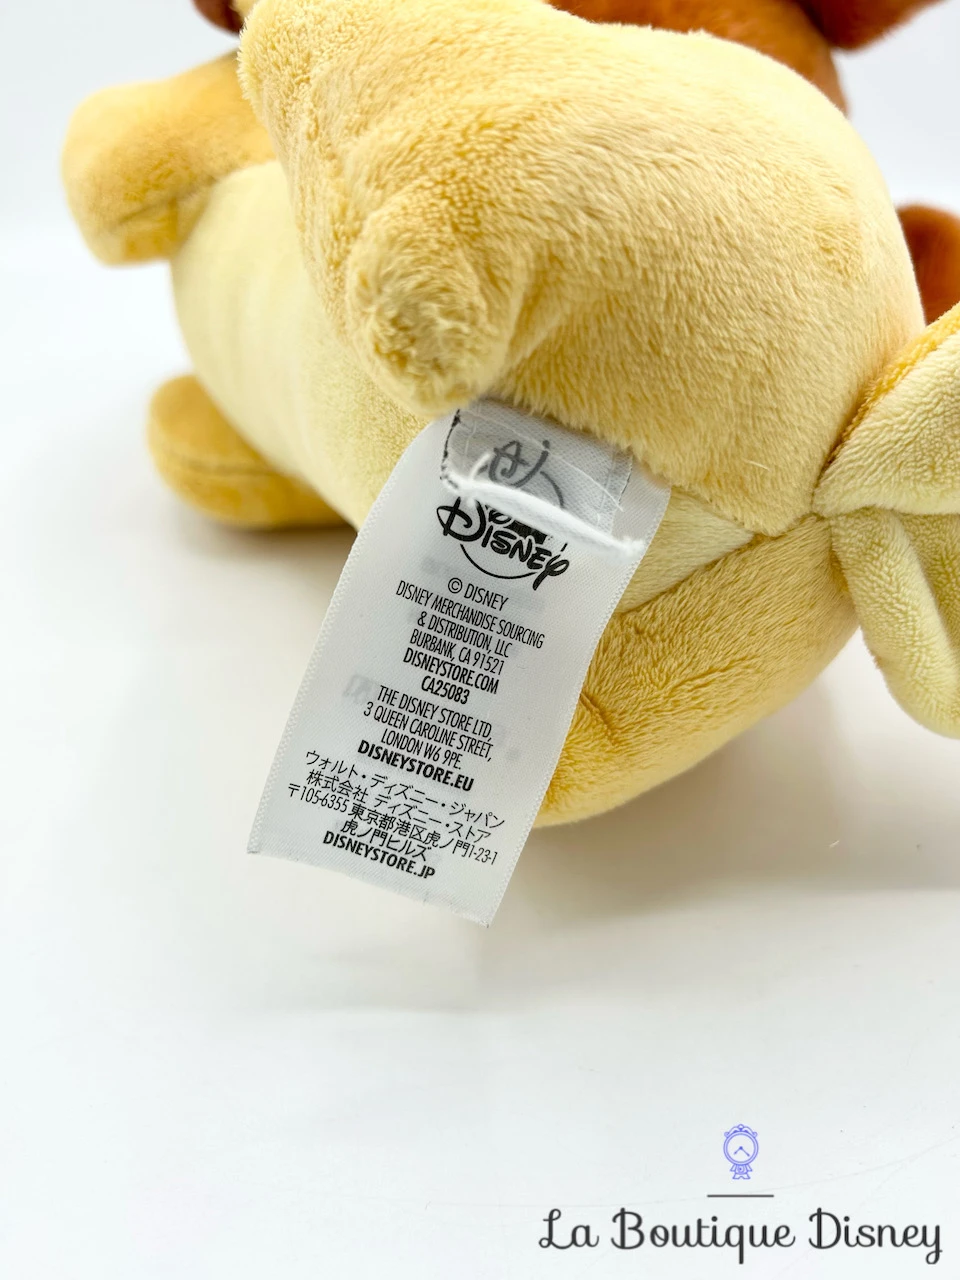 Disney
© DISNEY
DISNEY MERCHANDISE SOURCING
& DISTRIBUTION, LLC
BURBANK, CA 91521
DISNEYSTORE.COM
CA25083
THE DISNEY STORE LTD,
3 QUEEN CAROLINE STREET,
LONDON W6 9PE.
DISNEYSTORE.EU
ウォルト・ディズニー・ジャパン
株式会社 ディズニー・ストア
〒105-6355 東京都港区虎ノ門1-23-1
虎ノ門ヒルズ
DISNEYSTORE.JP
La Boutique Disney